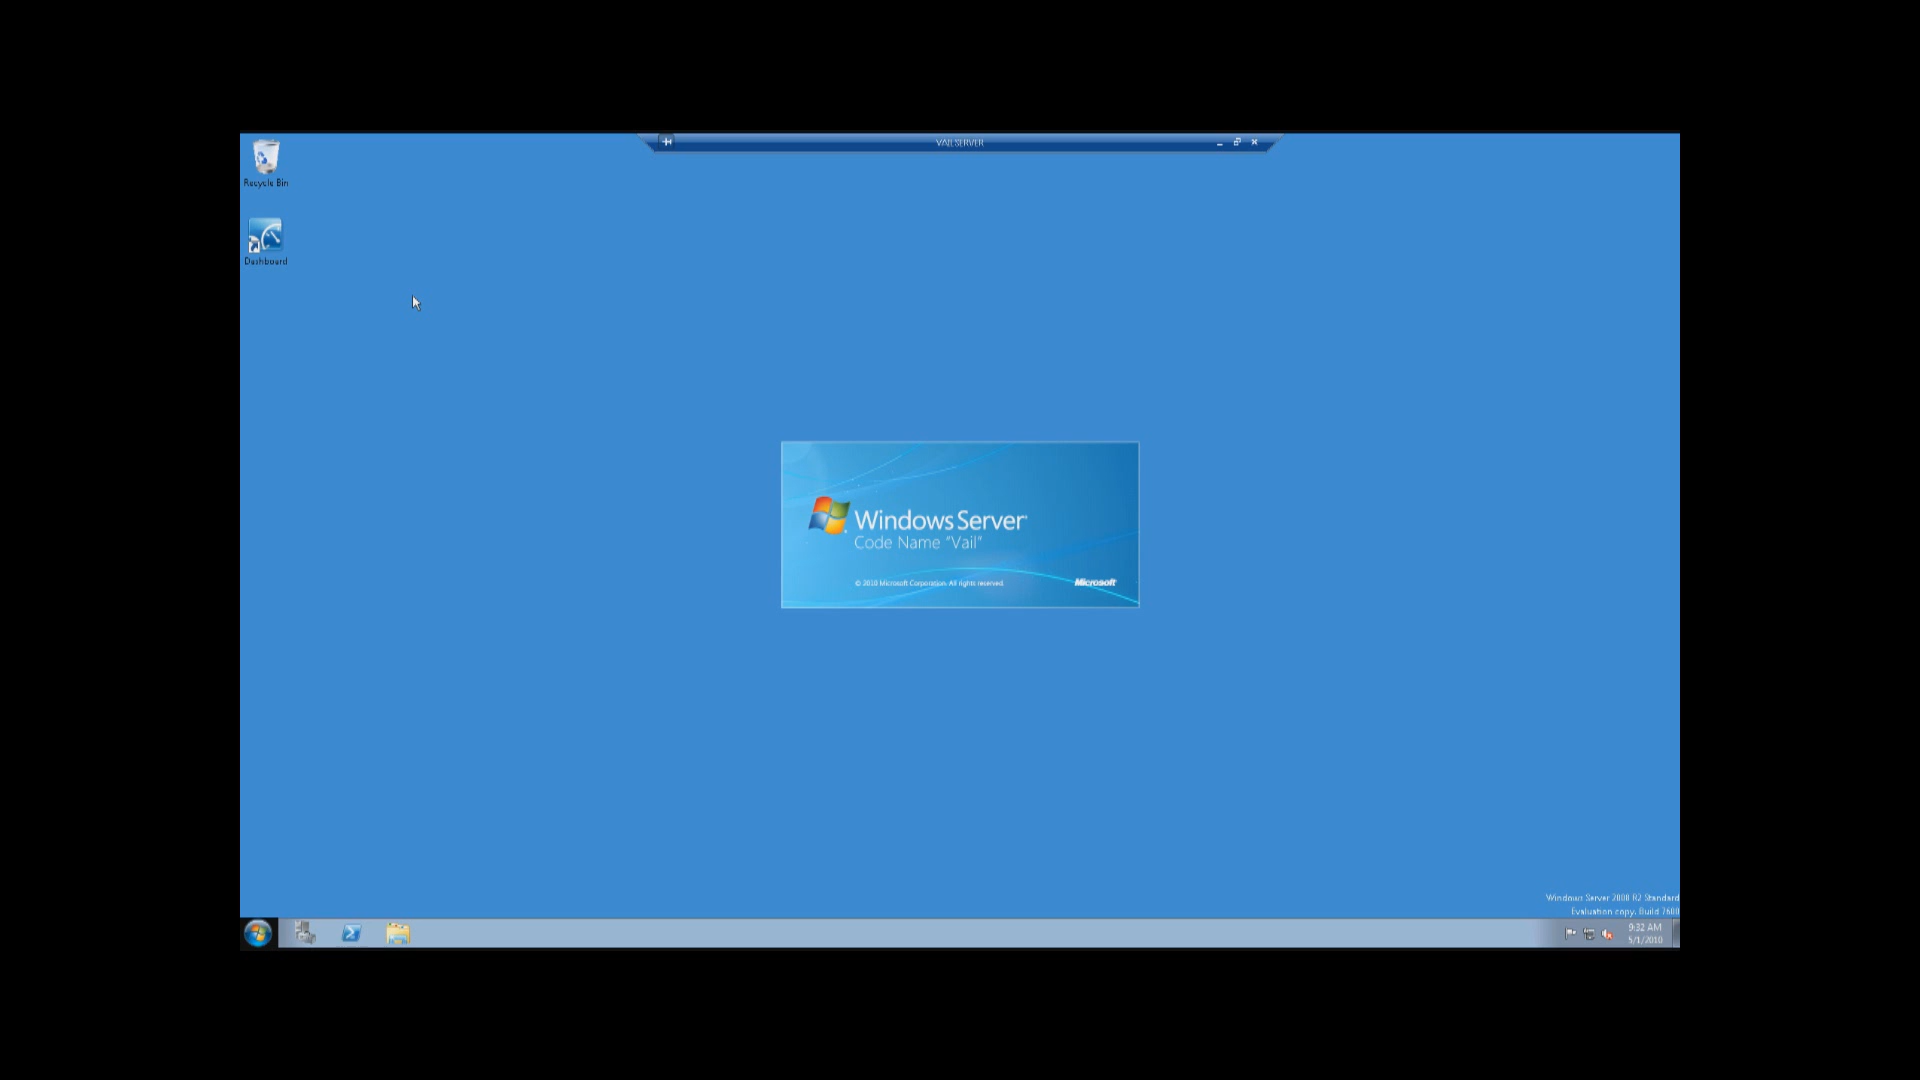 VAILSERVER
Recycle Bin
Dashboard
Windows Server
Code Name "Vail"
© 2010 Microsoft Corporation. All rights reserved.
Microsoft
Windows Server 2008 R2 Standard
Evaluation copy. Build 7600
9:32 AM
5/1/2010